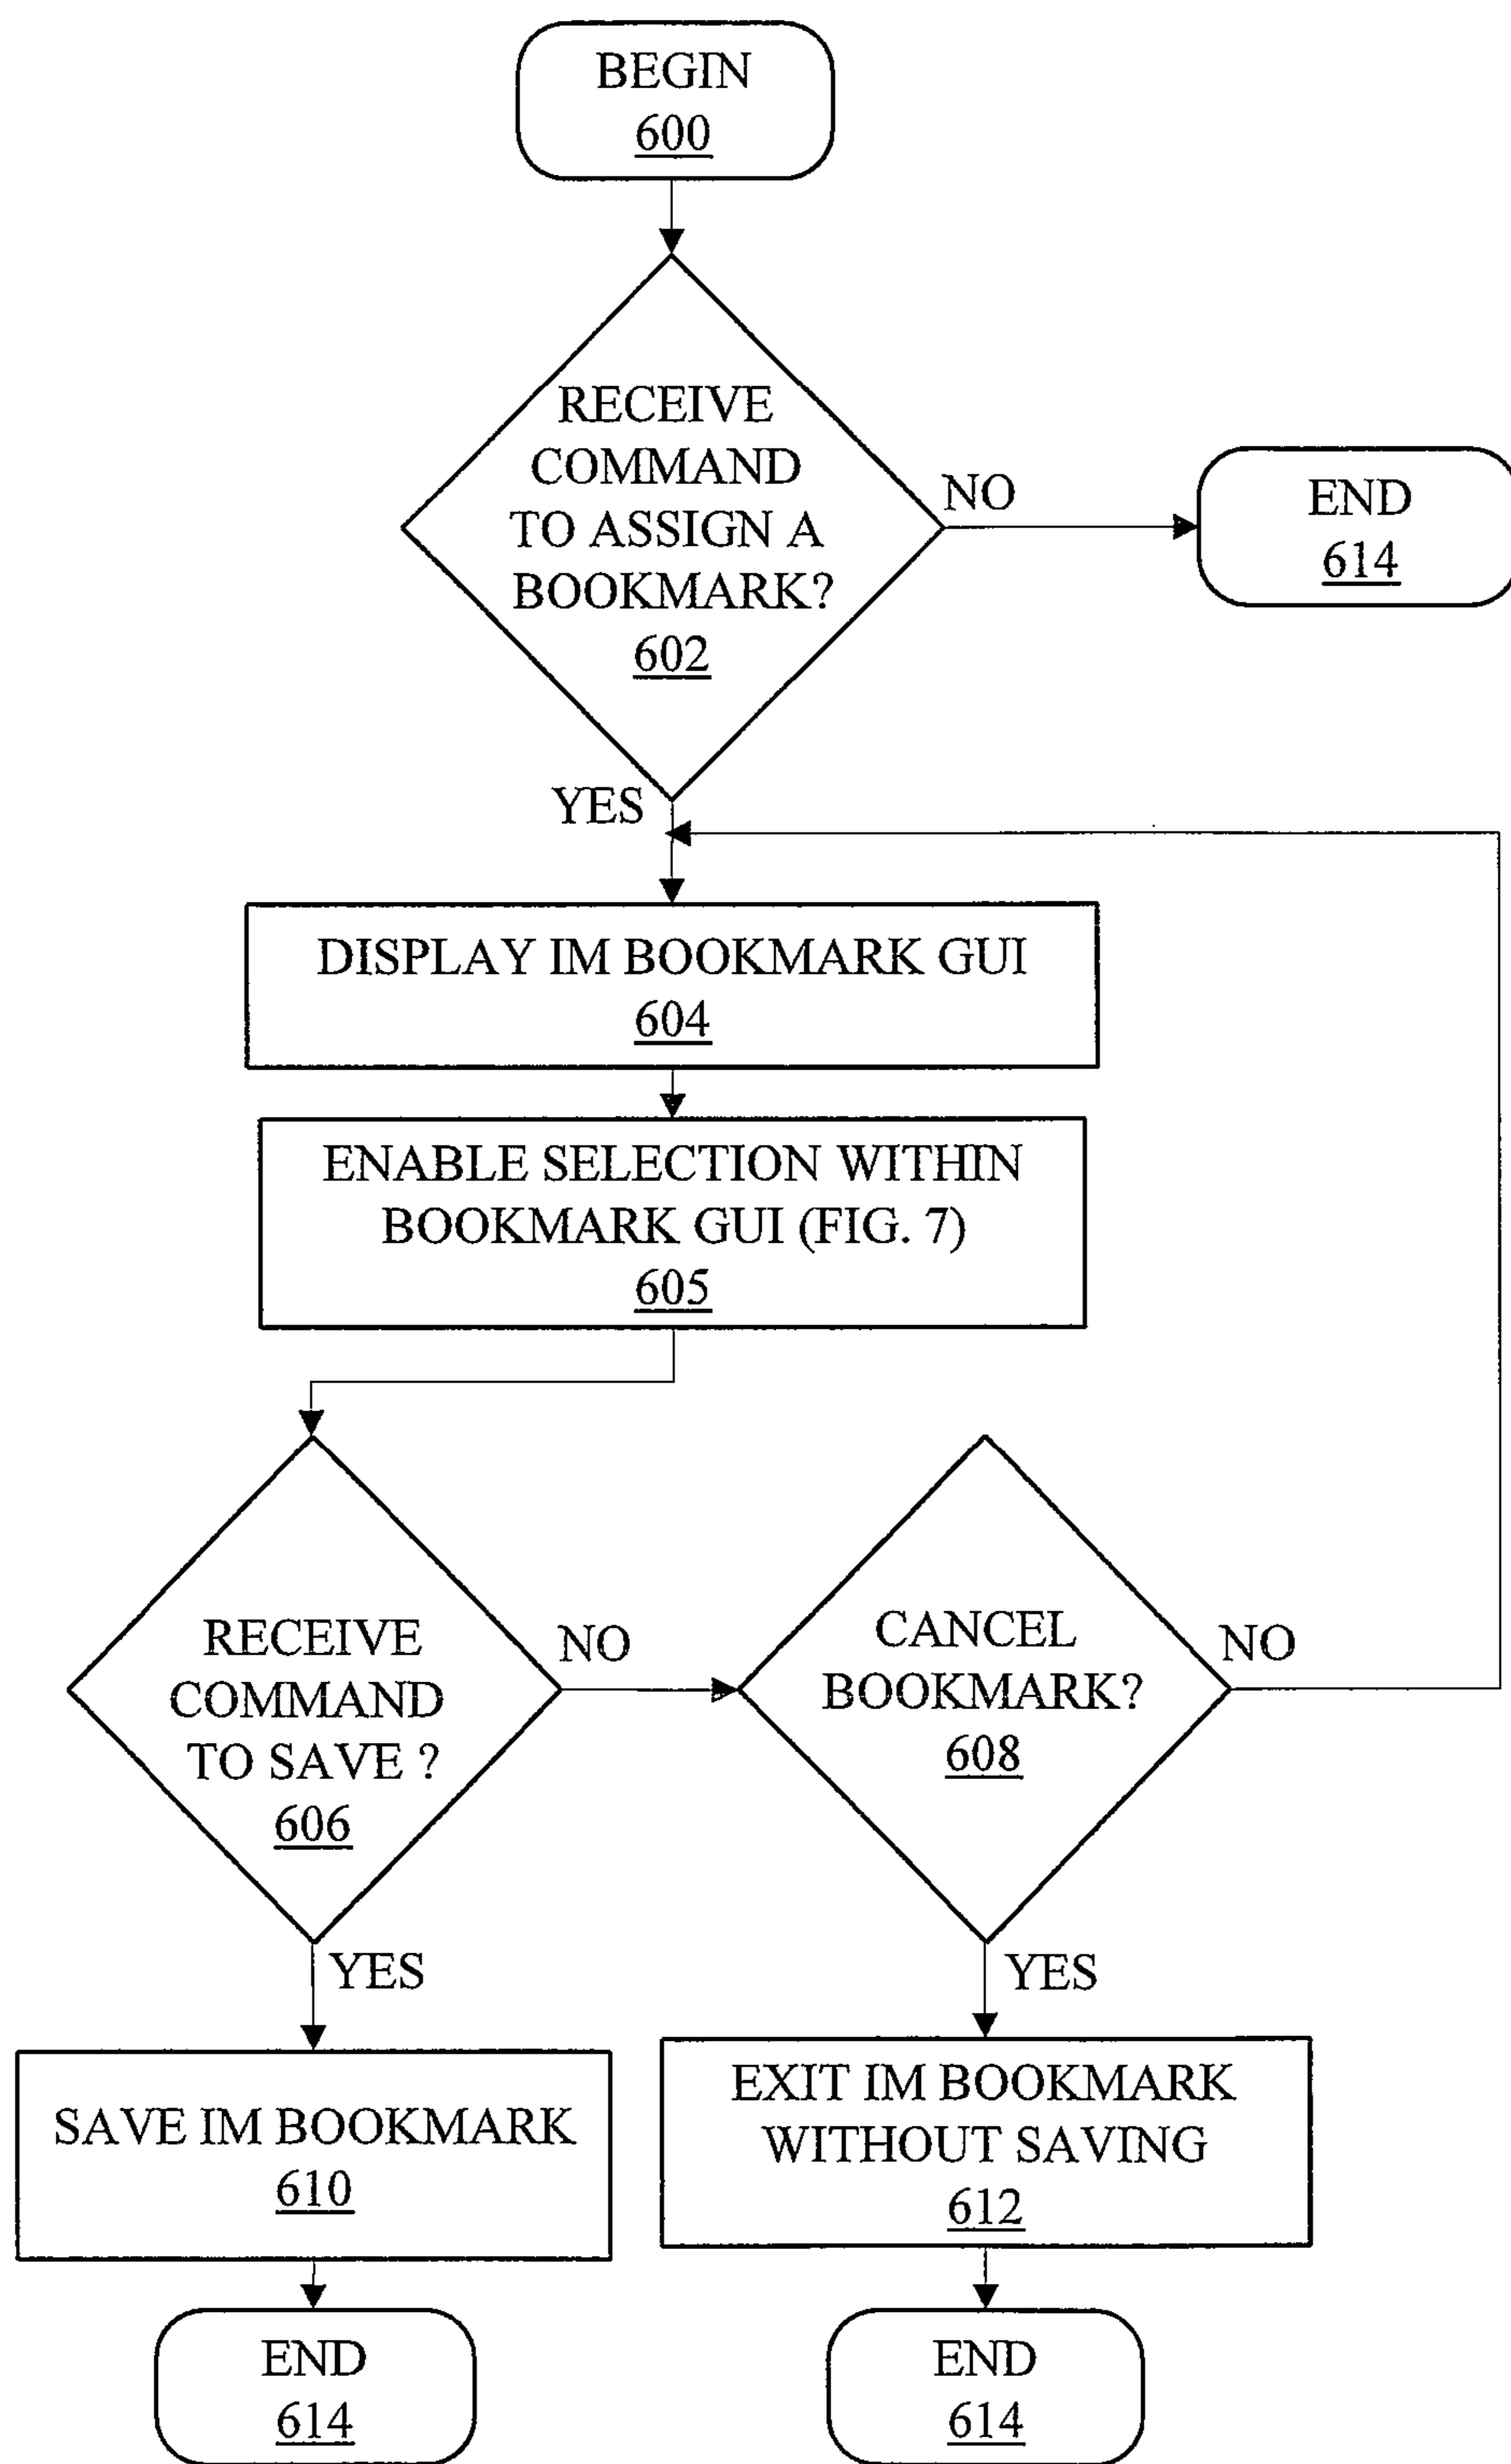 BEGIN
600
RECEIVE
COMMAND
TO ASSIGN A
BOOKMARK?
602
NO
END
614
YES
DISPLAY IM BOOKMARK GUI
604
ENABLE SELECTION WITHIN
BOOKMARK GUI (FIG. 7)
605
RECEIVE
COMMAND
TO SAVE ?
606
NO
CANCEL
BOOKMARK?
608
NO
YES
YES
SAVE IM BOOKMARK
610
EXIT IM BOOKMARK
WITHOUT SAVING
612
END
614
END
614